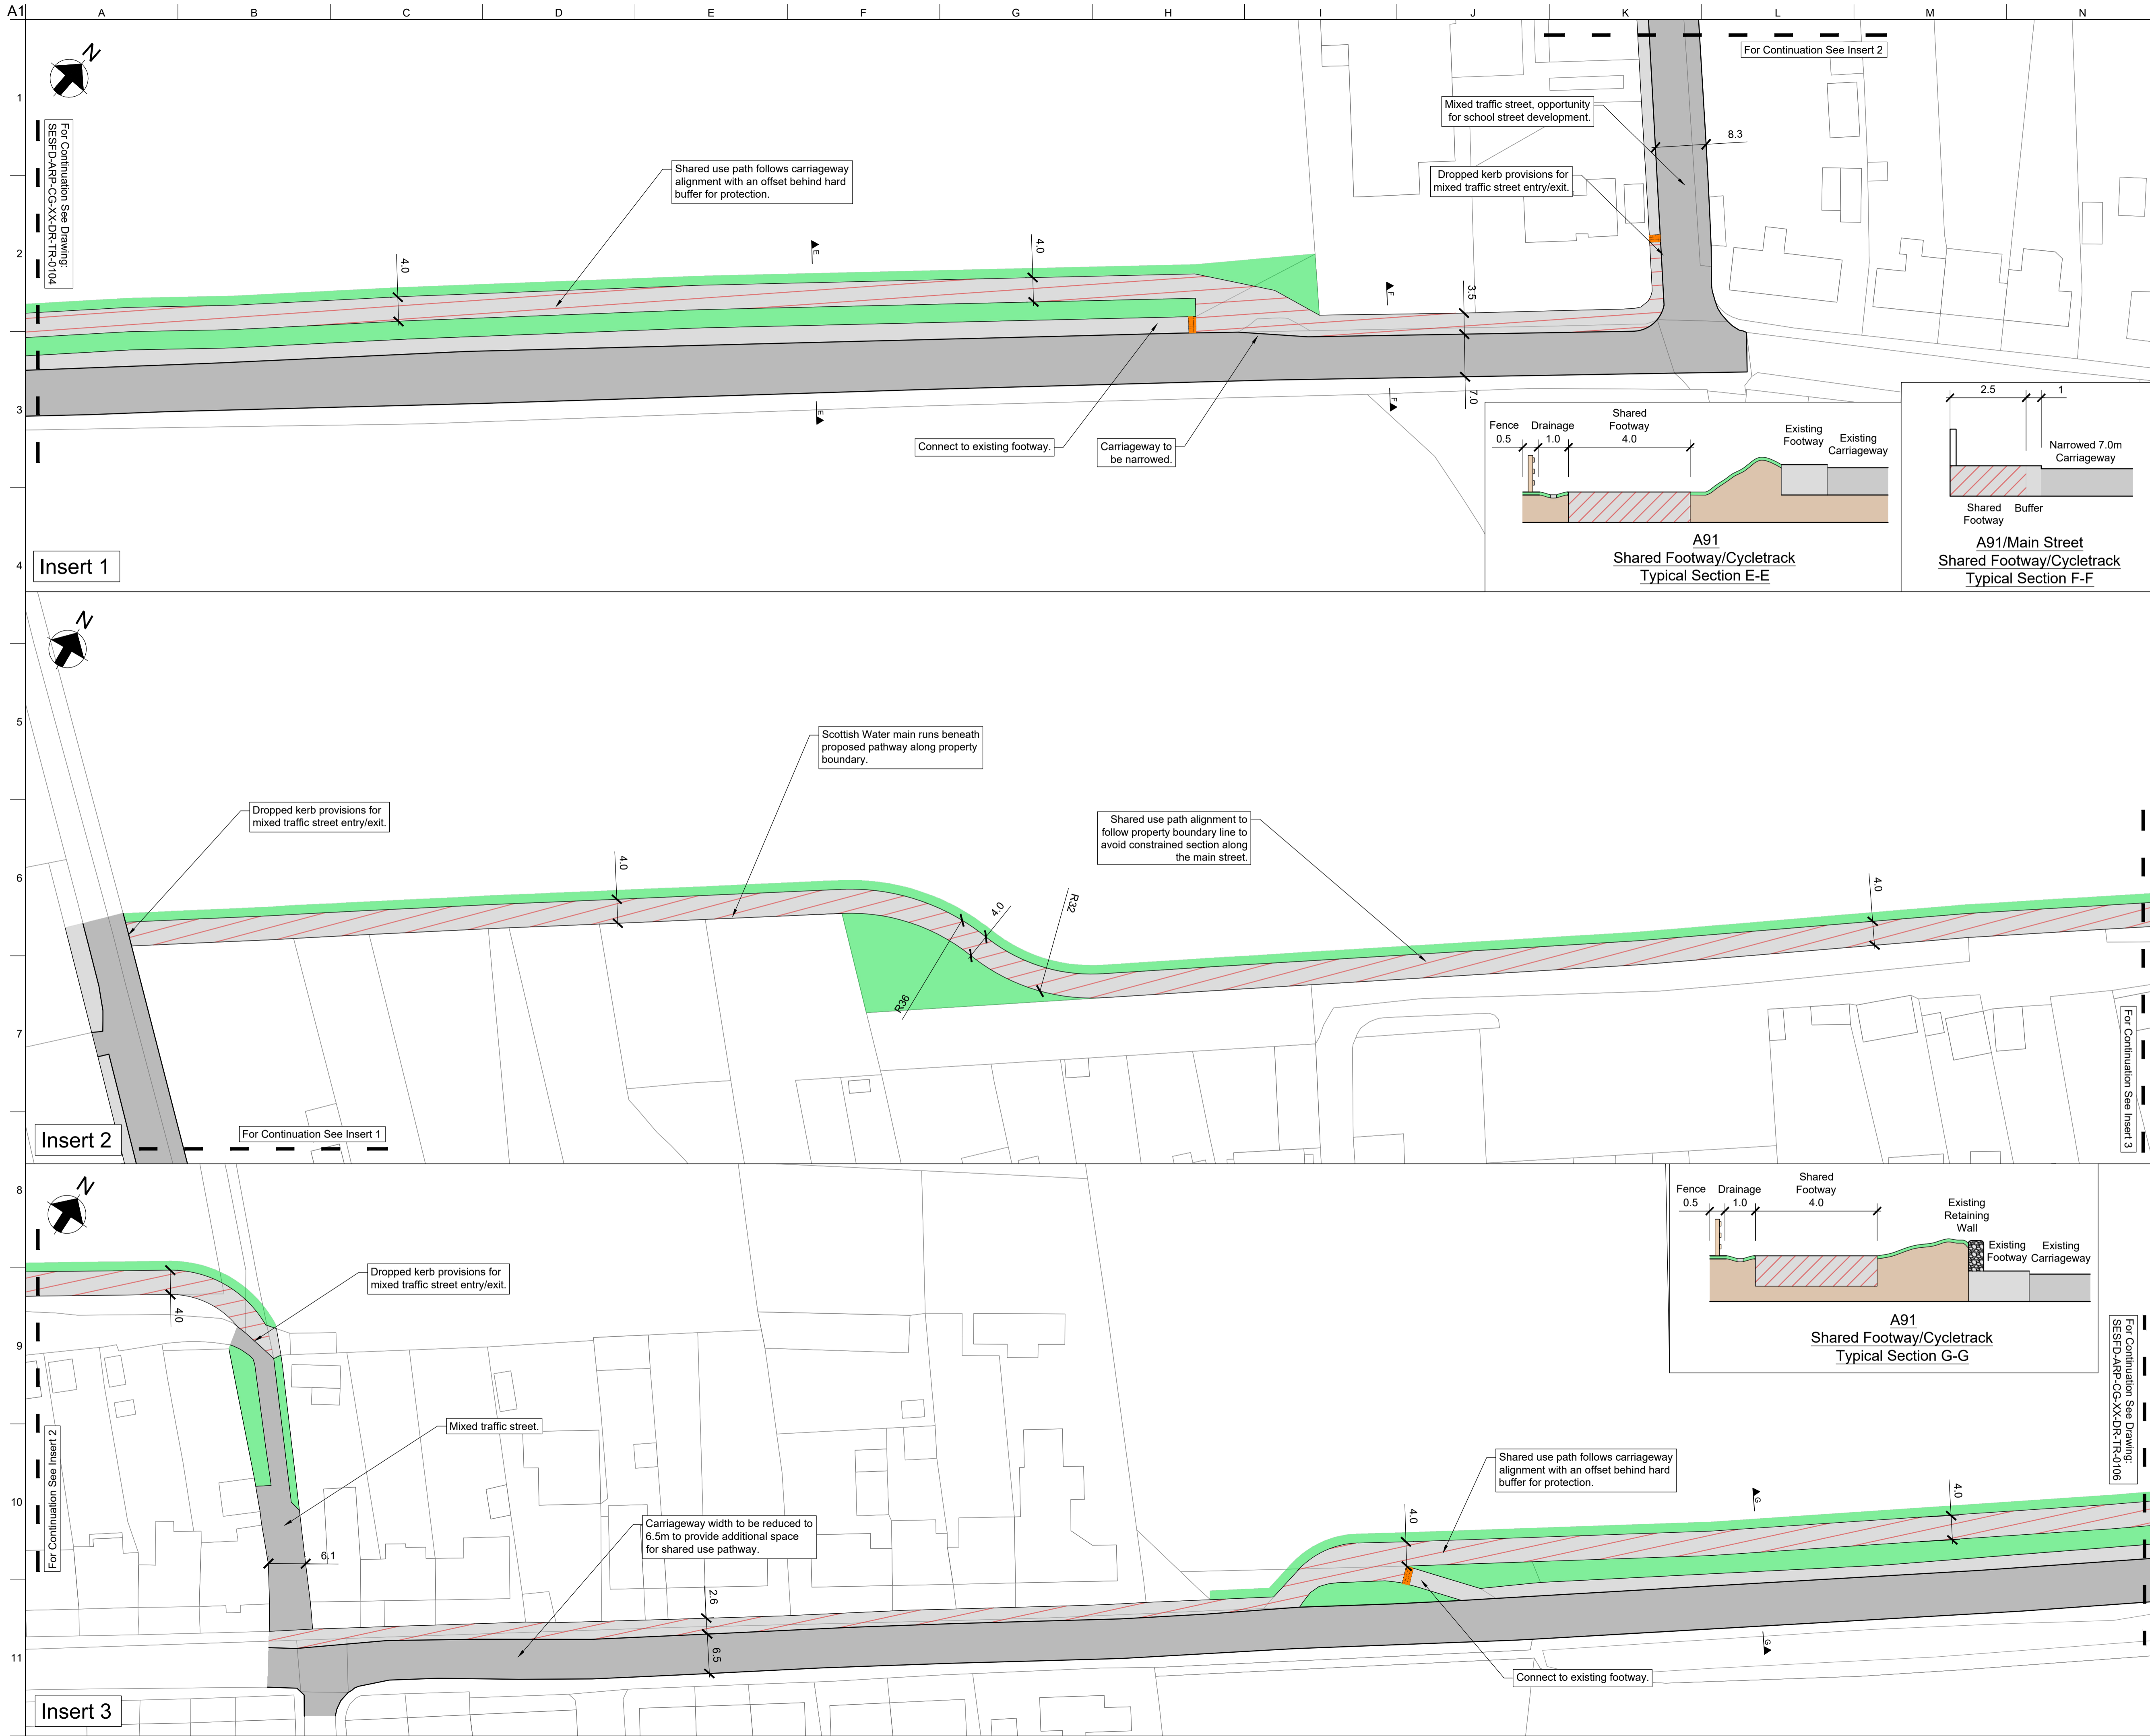 A1
A B C D E F G H I J K L M N
1
2
3
4
5
6
7
8
9
10
11
N
For Continuation See Drawing:
SESFD-ARP-CG-XX-DR-TR-0104
Shared use path follows carriageway
alignment with an offset behind hard
buffer for protection.
4.0
E
4.0
E
Connect to existing footway.
Carriageway to
be narrowed.
F
3.5
7.0
F
Mixed traffic street, opportunity
for school street development.
Dropped kerb provisions for
mixed traffic street entry/exit.
8.3
For Continuation See Insert 2
Fence
0.5
Drainage
1.0
Shared
Footway
4.0
Existing
Footway
Existing
Carriageway
A91
Shared Footway/Cycletrack
Typical Section E-E
2.5
1
Narrowed 7.0m
Carriageway
Shared
Footway
Buffer
A91/Main Street
Shared Footway/Cycletrack
Typical Section F-F
Insert 1
N
Dropped kerb provisions for
mixed traffic street entry/exit.
4.0
Scottish Water main runs beneath
proposed pathway along property
boundary.
R36
4.0
R32
Shared use path alignment to
follow property boundary line to
avoid constrained section along
the main street.
4.0
For Continuation See Insert 3
For Continuation See Insert 1
Insert 2
N
4.0
Dropped kerb provisions for
mixed traffic street entry/exit.
For Continuation See Insert 2
Mixed traffic street.
6.1
Carriageway width to be reduced to
6.5m to provide additional space
for shared use pathway.
2.6
6.5
Shared use path follows carriageway
alignment with an offset behind hard
buffer for protection.
4.0
G
4.0
G
Connect to existing footway.
Fence
0.5
Drainage
1.0
Shared
Footway
4.0
Existing
Retaining
Wall
Existing
Footway
Existing
Carriageway
A91
Shared Footway/Cycletrack
Typical Section G-G
For Continuation See Drawing:
SESFD-ARP-CG-XX-DR-TR-0106
Insert 3